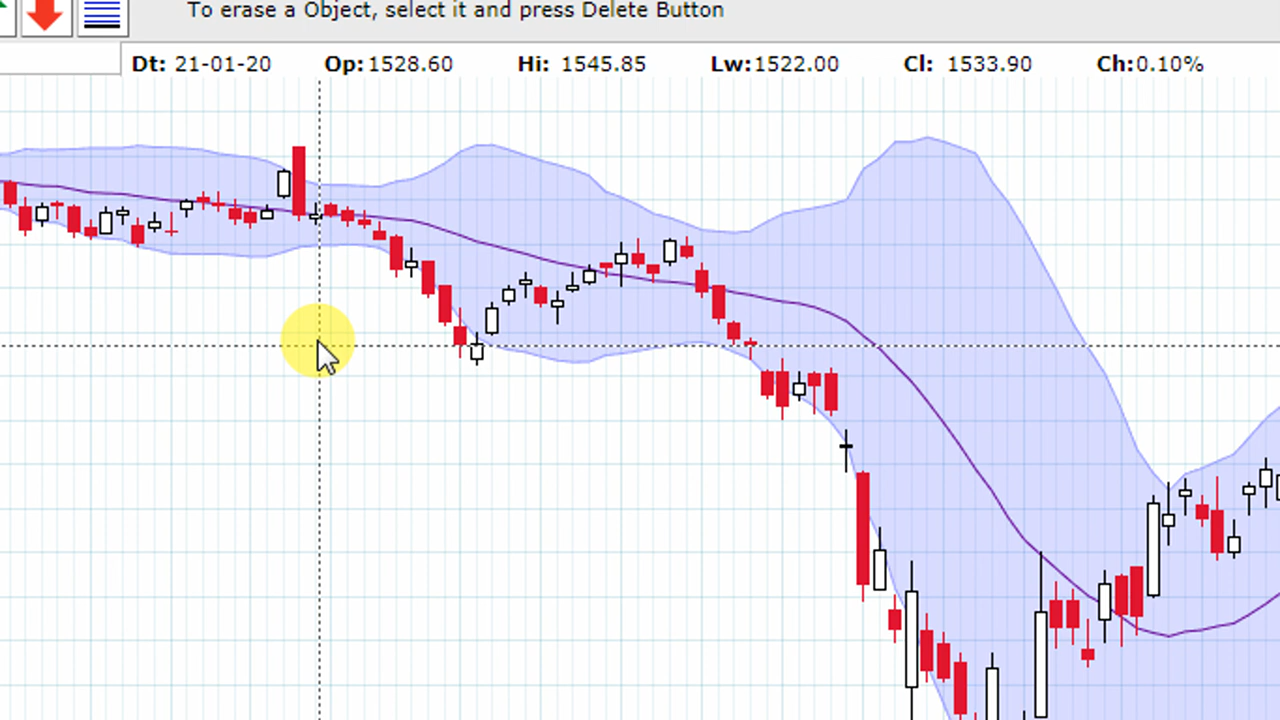 To erase a Object, select it and press Delete Button
Dt: 21-01-20 Op:1528.60 Hi: 1545.85 Lw:1522.00 Cl: 1533.90 Ch:0.10%